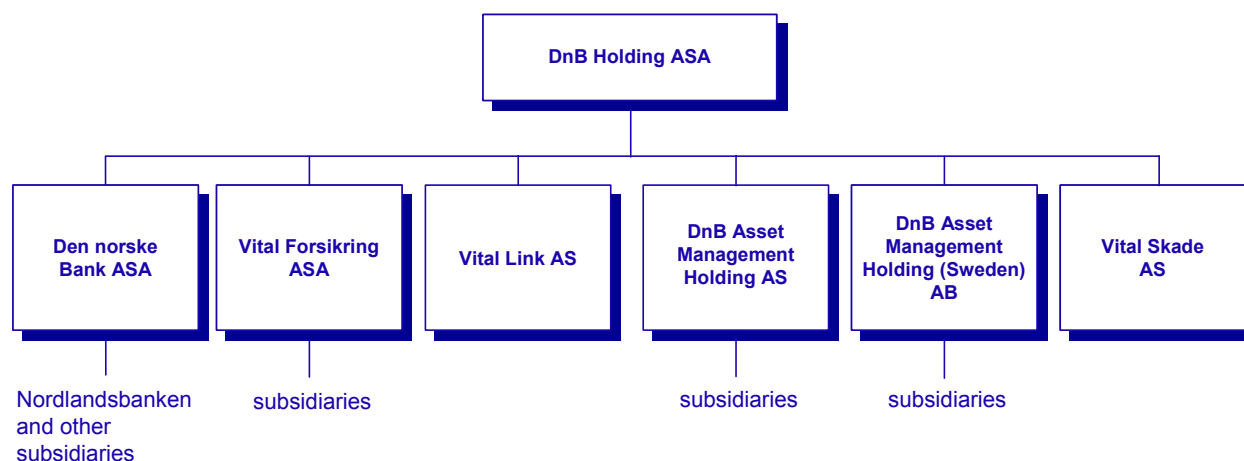 DnB Holding ASA
Den norske
Bank ASA
Vital Forsikring
ASA
Vital Link AS
DnB Asset
Management
Holding AS
DnB Asset
Management
Holding (Sweden)
AB
Vital Skade
AS
Nordlandsbanken
and other
subsidiaries
subsidiaries
subsidiaries
subsidiaries